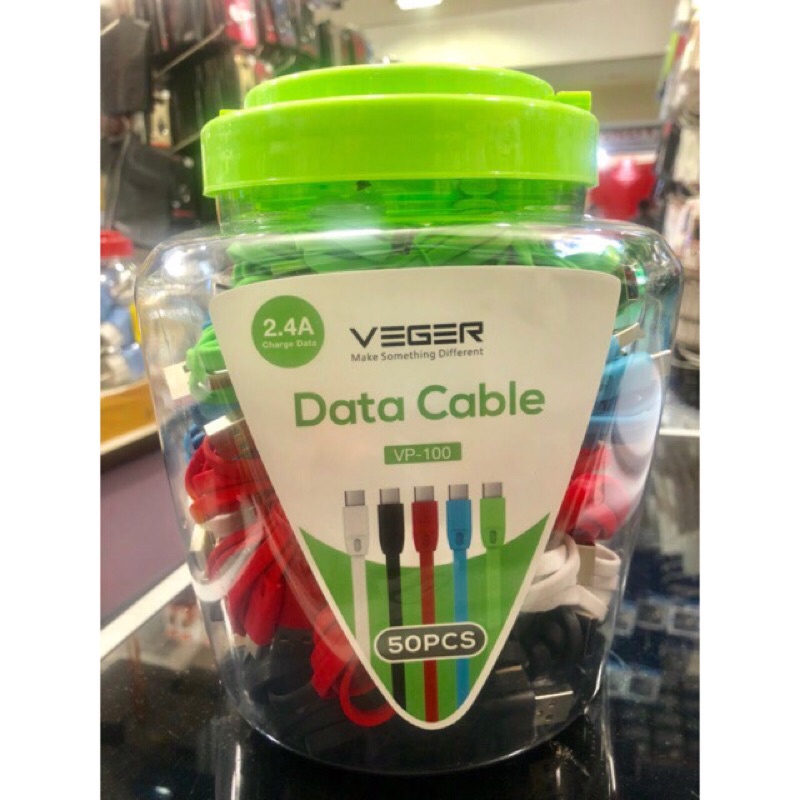 2.4A
Charge Data
VEGER
Make Something Different
Data Cable
VP-100
50PCS